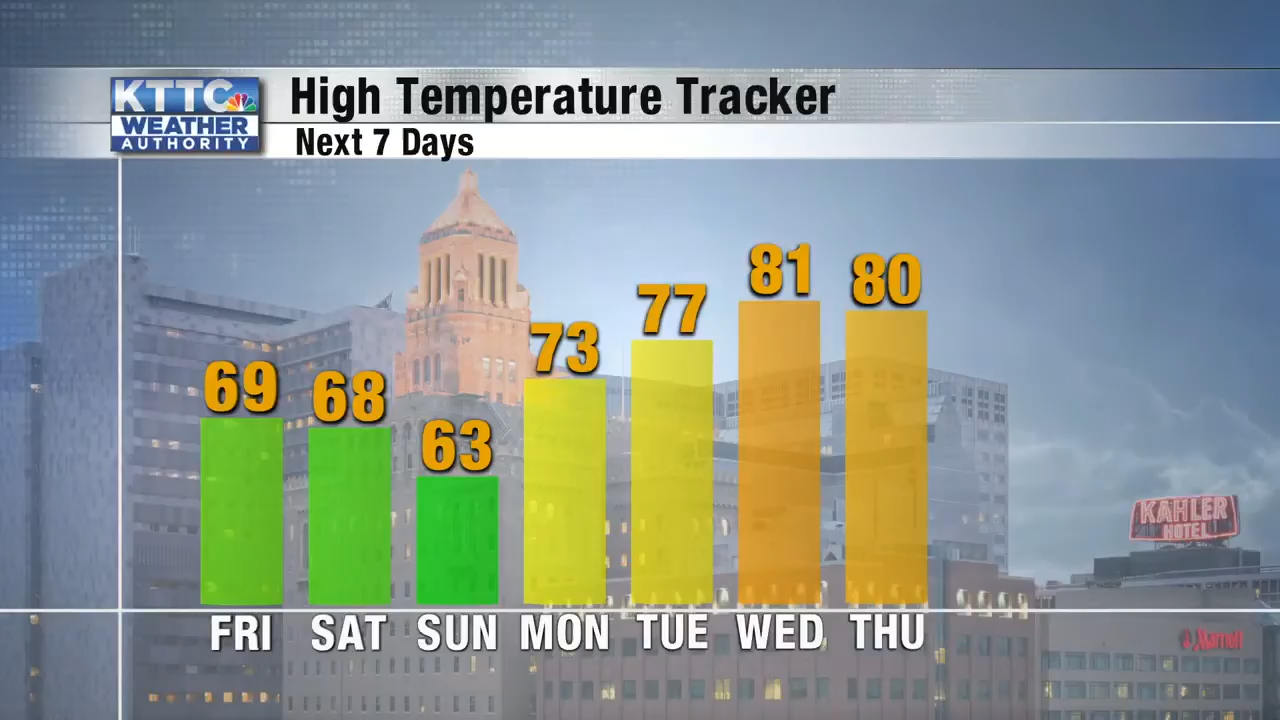 KTTC
WEATHER
AUTHORITY
High Temperature Tracker
Next 7 Days
69
68
63
73
77
81
80
FRI SAT SUN MON TUE WED THU
KAHLER
HOTEL
Marriott